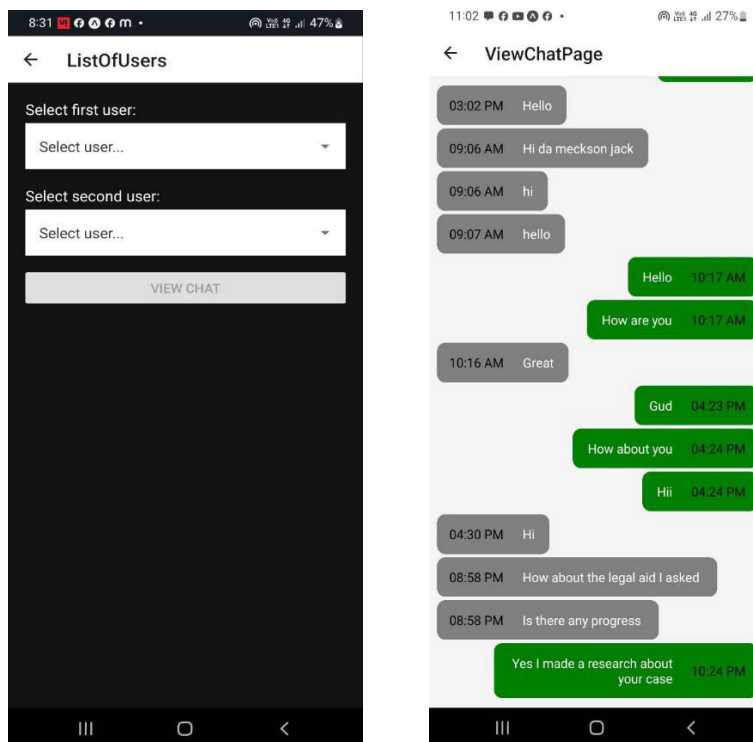 8:31 47%
ListOfUsers
Select first user:
Select user...
Select second user:
Select user...
VIEW CHAT
11:02 27%
ViewChatPage
03:02 PM Hello
09:06 AM Hi da meckson jack
09:06 AM hi
09:07 AM hello
Hello 10:17 AM
How are you 10:17 AM
10:16 AM Great
Gud 04:23 PM
How about you 04:24 PM
Hii 04:24 PM
04:30 PM Hi
08:58 PM How about the legal aid I asked
08:58 PM Is there any progress
Yes I made a research about
your case 10:24 PM